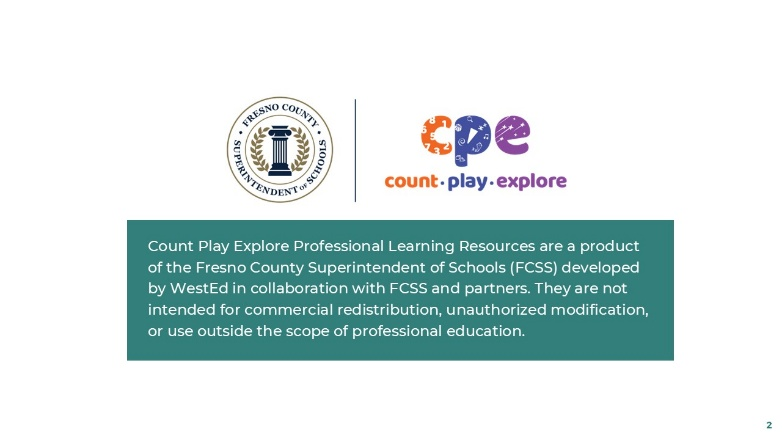 FRESNO COUNTY
SUPERINTENDENT OF SCHOOLS
cpe
count • play • explore
Count Play Explore Professional Learning Resources are a product
of the Fresno County Superintendent of Schools (FCSS) developed
by WestEd in collaboration with FCSS and partners. They are not
intended for commercial redistribution, unauthorized modification,
or use outside the scope of professional education.
2